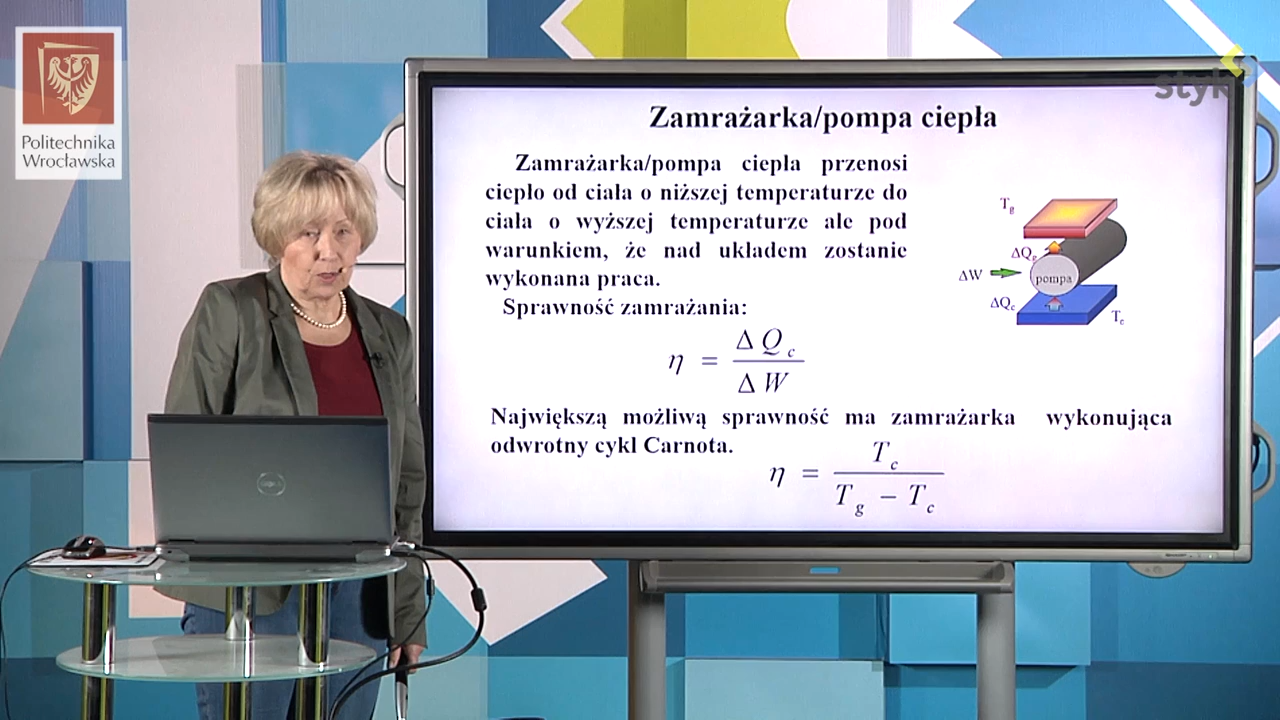 Politechnika
Wrocławska
styk
Zamrażarka/pompa ciepła
Zamrażarka/pompa ciepła przenosi
ciepło od ciała o niższej temperaturze do
ciała o wyższej temperaturze ale pod
warunkiem, że nad układem zostanie
wykonana praca.
Sprawność zamrażania:
η = ΔQc / ΔW
Tg
ΔQg
ΔW
pompa
ΔQc
Tc
Największą możliwą sprawność ma zamrażarka wykonująca
odwrotny cykl Carnota.
η = Tc / (Tg − Tc)
DELL